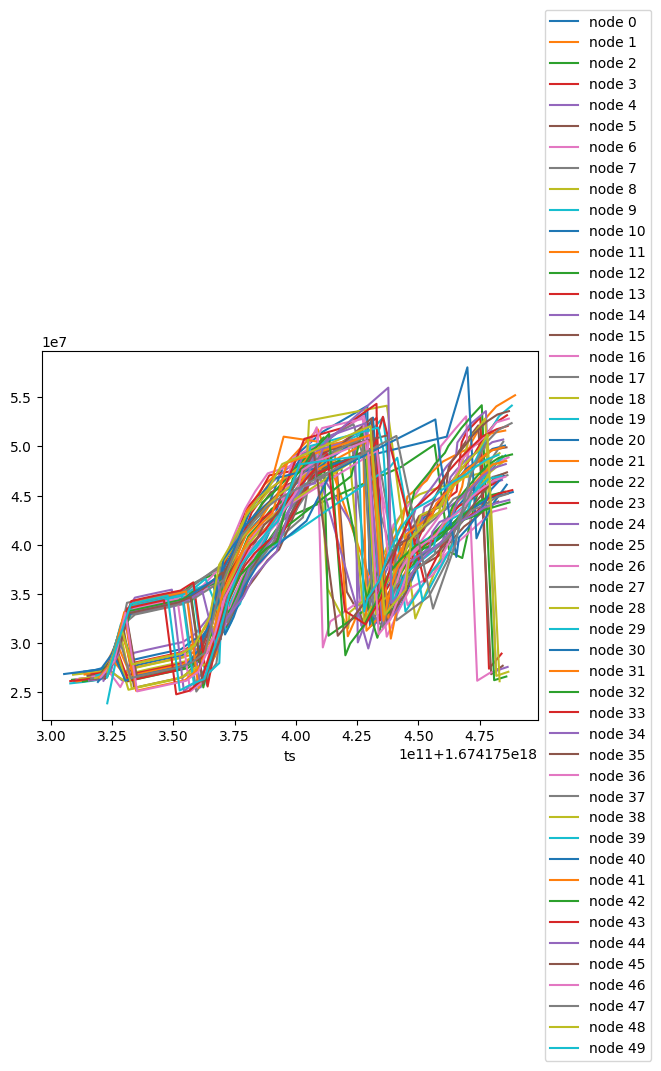 1e7
5.5
5.0
4.5
4.0
3.5
3.0
2.5
3.00 3.25 3.50 3.75 4.00 4.25 4.50 4.75
ts
1e11+1.674175e18
node 0
node 1
node 2
node 3
node 4
node 5
node 6
node 7
node 8
node 9
node 10
node 11
node 12
node 13
node 14
node 15
node 16
node 17
node 18
node 19
node 20
node 21
node 22
node 23
node 24
node 25
node 26
node 27
node 28
node 29
node 30
node 31
node 32
node 33
node 34
node 35
node 36
node 37
node 38
node 39
node 40
node 41
node 42
node 43
node 44
node 45
node 46
node 47
node 48
node 49